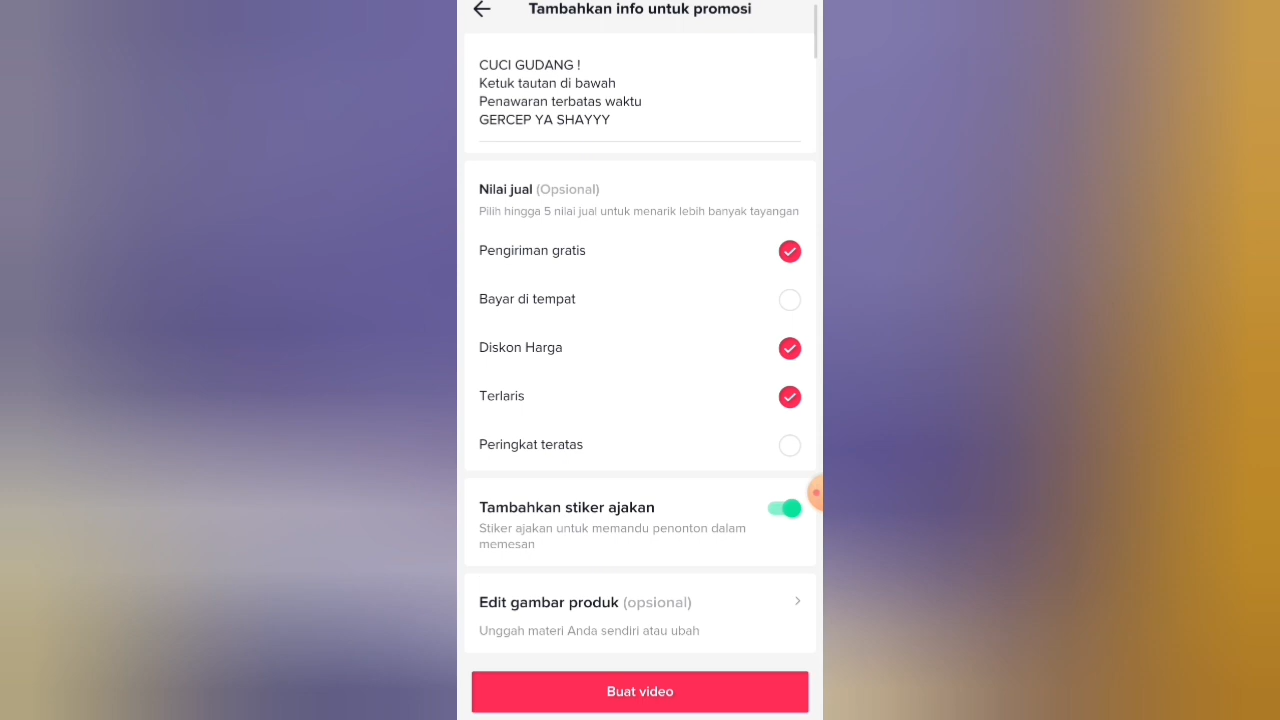 Tambahkan info untuk promosi
CUCI GUDANG !
Ketuk tautan di bawah
Penawaran terbatas waktu
GERCEP YA SHAYYY
Nilai jual (Opsional)
Pilih hingga 5 nilai jual untuk menarik lebih banyak tayangan
Pengiriman gratis
Bayar di tempat
Diskon Harga
Terlaris
Peringkat teratas
Tambahkan stiker ajakan
Stiker ajakan untuk memandu penonton dalam
memesan
Edit gambar produk (opsional)
Unggah materi Anda sendiri atau ubah
Buat video